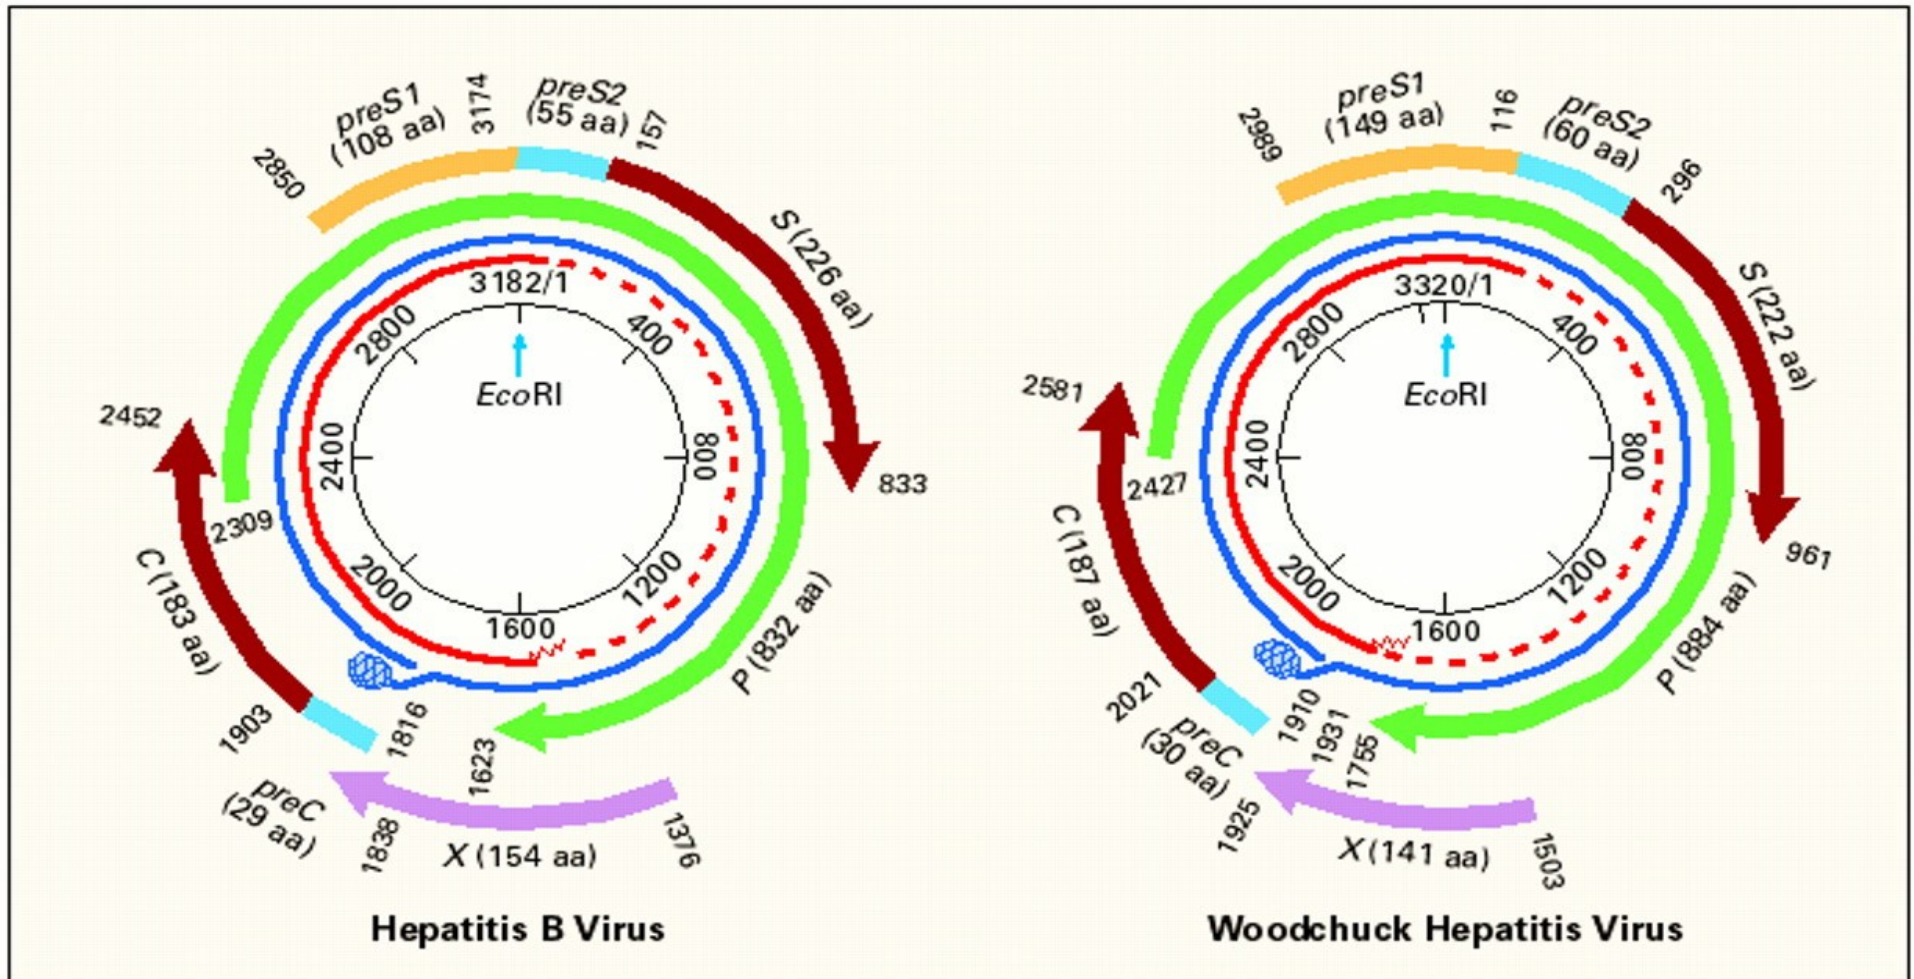 preS1
(108 aa)
3174
preS2
(55 aa)
157
2850
S (226 aa)
3182/1
400
800
1200
1600
2000
2400
2800
EcoRI
2452
2309
833
C (183 aa)
P (832 aa)
1903
1816
1623
preC
(29 aa)
1838
X (154 aa)
1376
Hepatitis B Virus
preS1
(149 aa)
116
preS2
(60 aa)
296
2989
S (222 aa)
3320/1
400
800
1200
1600
2000
2400
2800
EcoRI
2581
2427
961
C (187 aa)
P (884 aa)
2021
1910
1931
1755
preC
(30 aa)
1925
X (141 aa)
1503
Woodchuck Hepatitis Virus